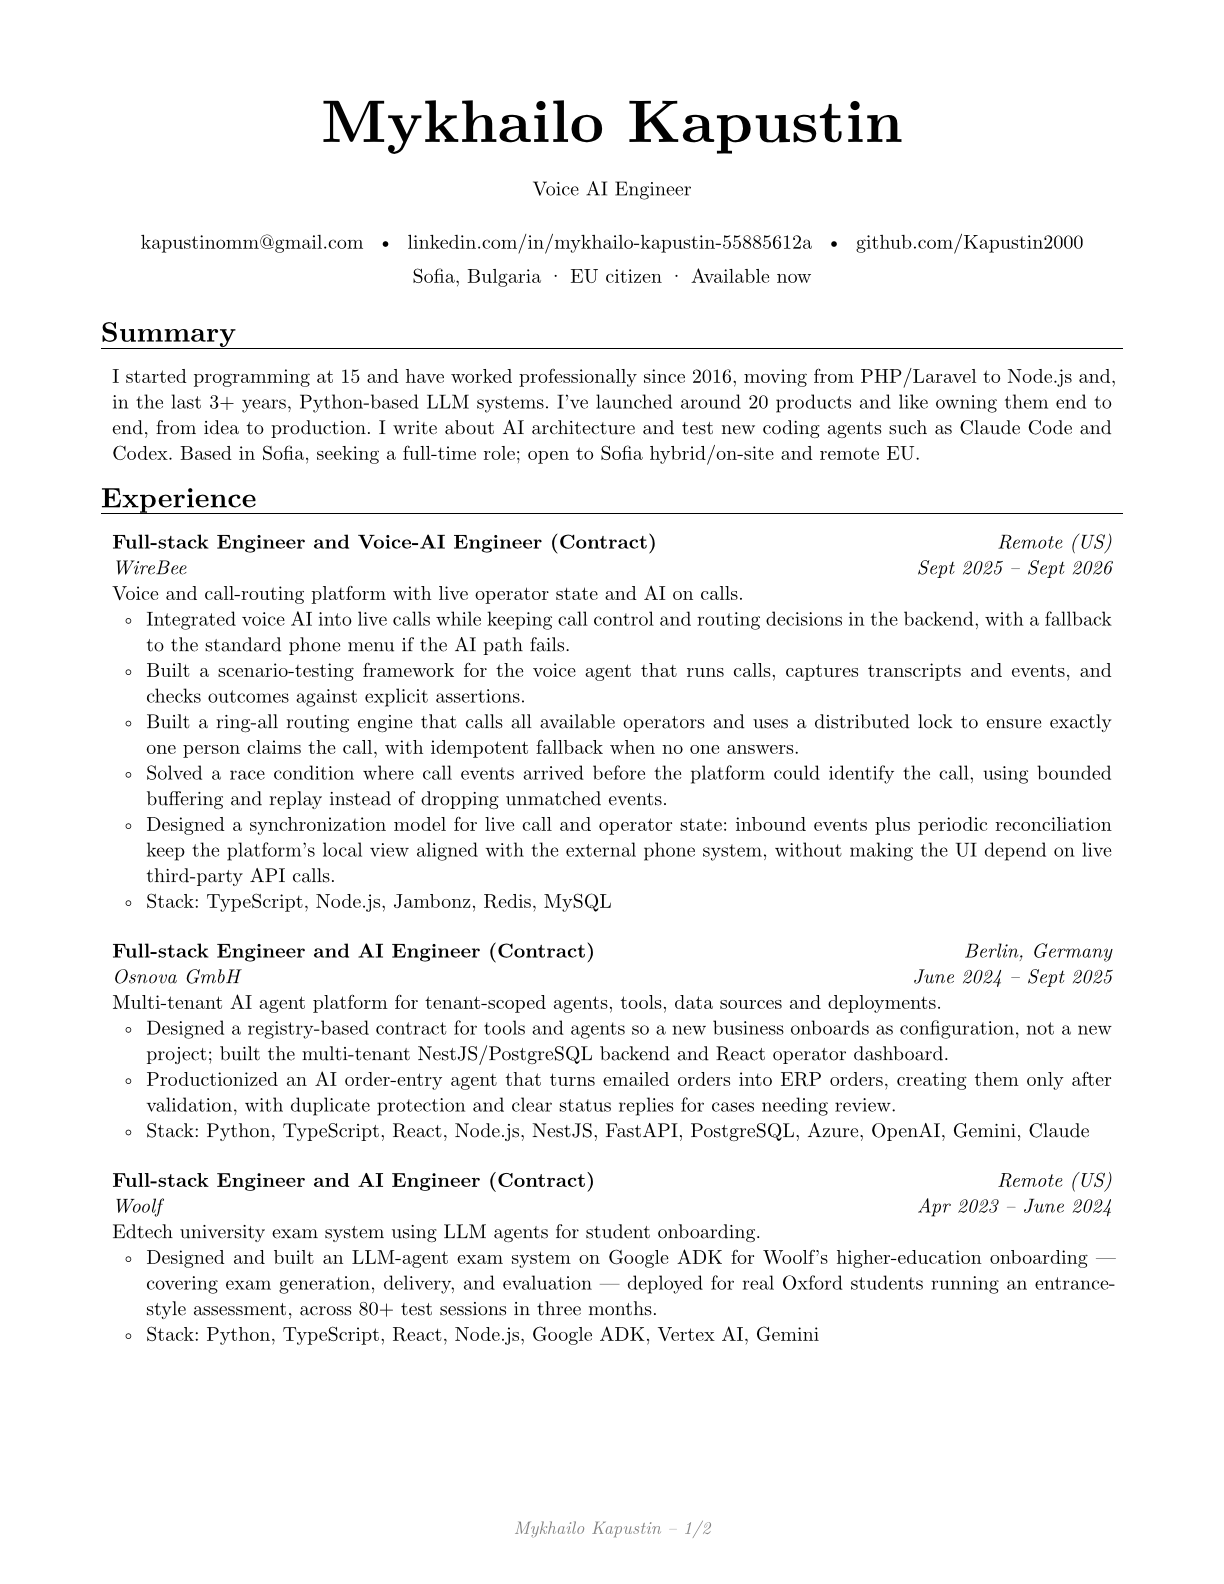 Mykhailo Kapustin
Voice AI Engineer
kapustinomm@gmail.com • linkedin.com/in/mykhailo-kapustin-55885612a • github.com/Kapustin2000
Sofia, Bulgaria · EU citizen · Available now
Summary
I started programming at 15 and have worked professionally since 2016, moving from PHP/Laravel to Node.js and,
in the last 3+ years, Python-based LLM systems. I've launched around 20 products and like owning them end to
end, from idea to production. I write about AI architecture and test new coding agents such as Claude Code and
Codex. Based in Sofia, seeking a full-time role; open to Sofia hybrid/on-site and remote EU.
Experience
Full-stack Engineer and Voice-AI Engineer (Contract) Remote (US)
WireBee Sept 2025 – Sept 2026
Voice and call-routing platform with live operator state and AI on calls.
◦ Integrated voice AI into live calls while keeping call control and routing decisions in the backend, with a fallback
to the standard phone menu if the AI path fails.
◦ Built a scenario-testing framework for the voice agent that runs calls, captures transcripts and events, and
checks outcomes against explicit assertions.
◦ Built a ring-all routing engine that calls all available operators and uses a distributed lock to ensure exactly
one person claims the call, with idempotent fallback when no one answers.
◦ Solved a race condition where call events arrived before the platform could identify the call, using bounded
buffering and replay instead of dropping unmatched events.
◦ Designed a synchronization model for live call and operator state: inbound events plus periodic reconciliation
keep the platform's local view aligned with the external phone system, without making the UI depend on live
third-party API calls.
◦ Stack: TypeScript, Node.js, Jambonz, Redis, MySQL
Full-stack Engineer and AI Engineer (Contract) Berlin, Germany
Osnova GmbH June 2024 – Sept 2025
Multi-tenant AI agent platform for tenant-scoped agents, tools, data sources and deployments.
◦ Designed a registry-based contract for tools and agents so a new business onboards as configuration, not a new
project; built the multi-tenant NestJS/PostgreSQL backend and React operator dashboard.
◦ Productionized an AI order-entry agent that turns emailed orders into ERP orders, creating them only after
validation, with duplicate protection and clear status replies for cases needing review.
◦ Stack: Python, TypeScript, React, Node.js, NestJS, FastAPI, PostgreSQL, Azure, OpenAI, Gemini, Claude
Full-stack Engineer and AI Engineer (Contract) Remote (US)
Woolf Apr 2023 – June 2024
Edtech university exam system using LLM agents for student onboarding.
◦ Designed and built an LLM-agent exam system on Google ADK for Woolf's higher-education onboarding —
covering exam generation, delivery, and evaluation — deployed for real Oxford students running an entrance-
style assessment, across 80+ test sessions in three months.
◦ Stack: Python, TypeScript, React, Node.js, Google ADK, Vertex AI, Gemini
Mykhailo Kapustin – 1/2